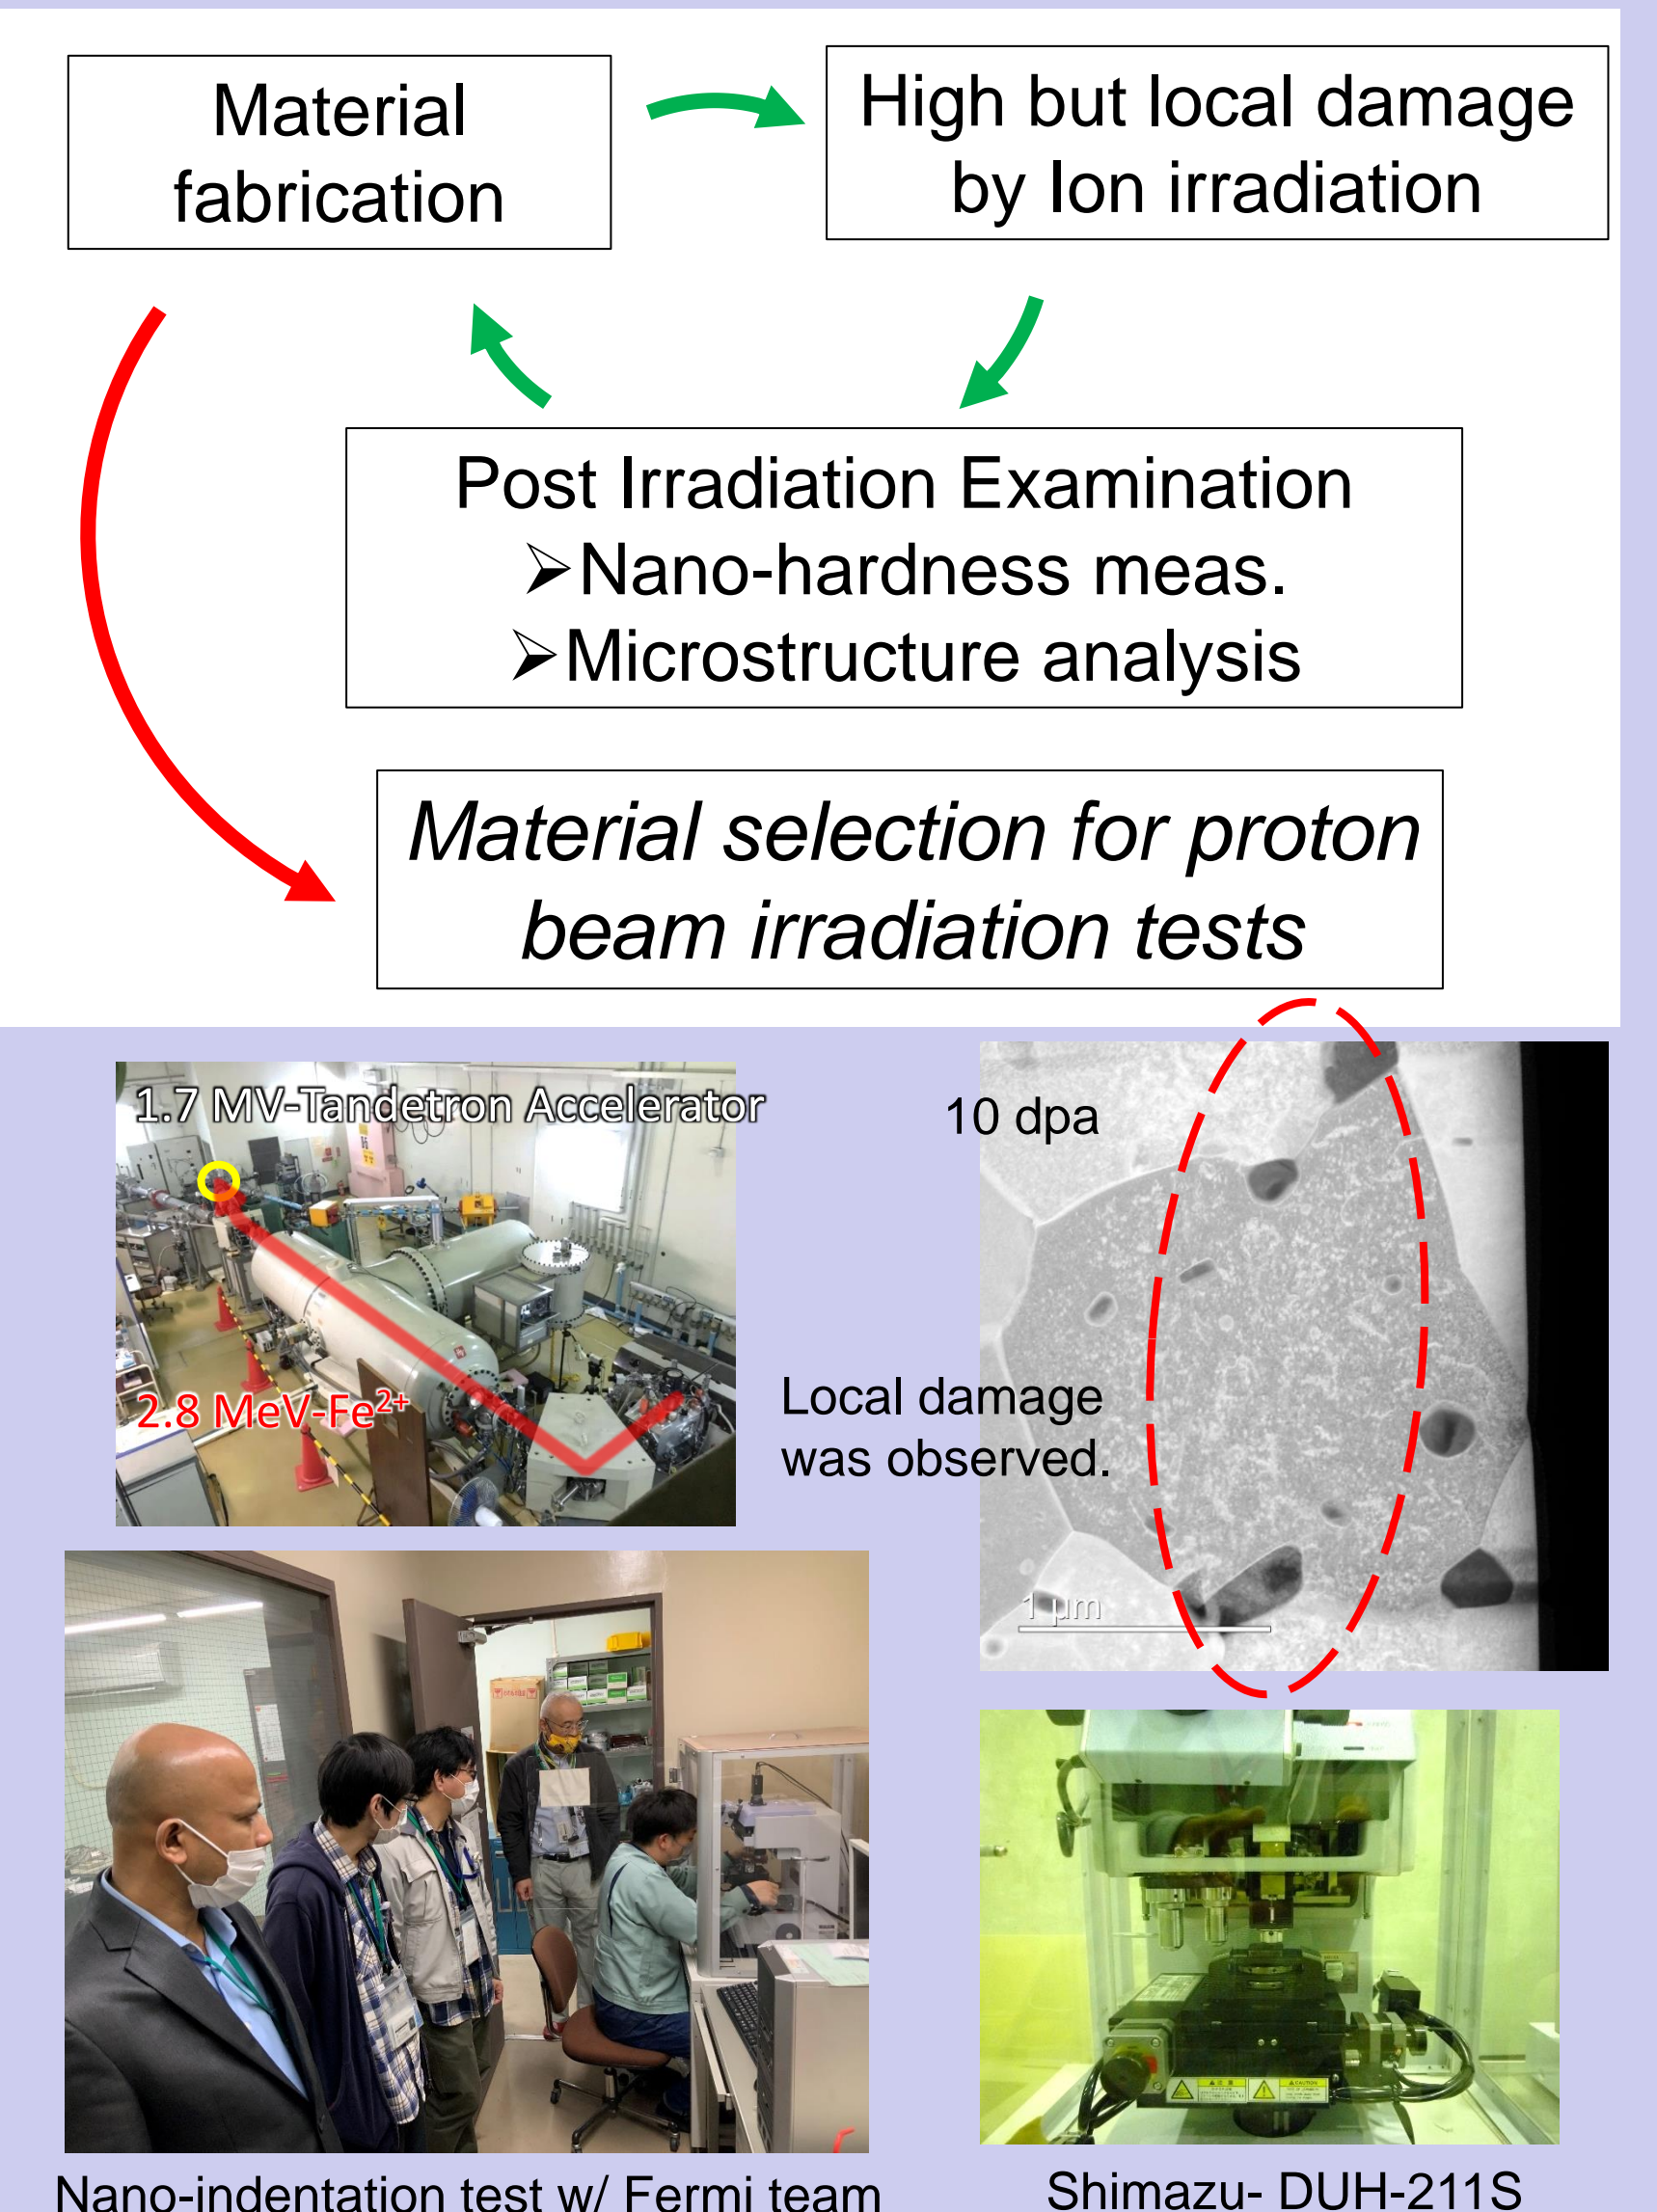 Material
fabrication
High but local damage
by Ion irradiation
Post Irradiation Examination
➢Nano-hardness meas.
➢Microstructure analysis
Material selection for proton
beam irradiation tests
1.7 MV-Tandetron Accelerator
2.8 MeV-Fe²⁺
10 dpa
Local damage
was observed.
1 μm
CAUTION
Nano-indentation test w/ Fermi team
Shimazu- DUH-211S